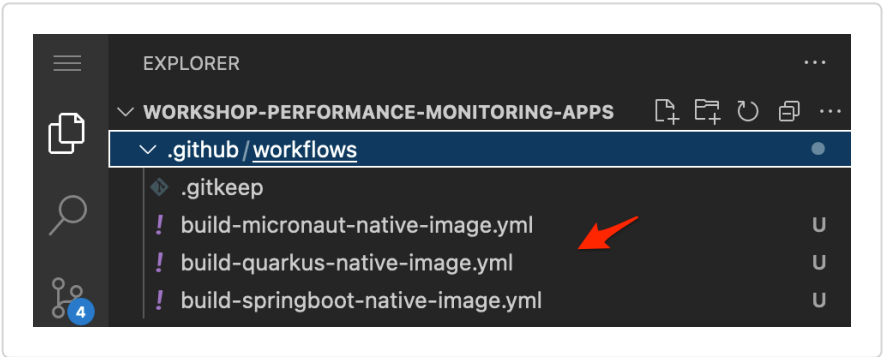 EXPLORER ...
WORKSHOP-PERFORMANCE-MONITORING-APPS ...
.github/workflows
.gitkeep
! build-micronaut-native-image.yml U
! build-quarkus-native-image.yml U
! build-springboot-native-image.yml U
4